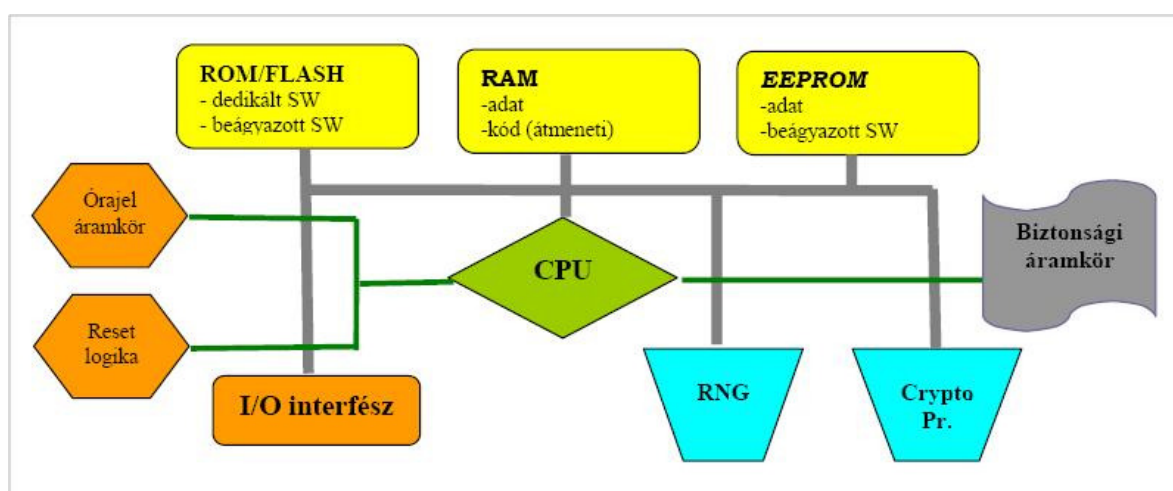 ROM/FLASH
- dedikált SW
- beágyazott SW
RAM
-adat
-kód (átmeneti)
EEPROM
-adat
-beágyazott SW
Órajel
áramkör
CPU
Biztonsági
áramkör
Reset
logika
I/O interfész
RNG
Crypto
Pr.